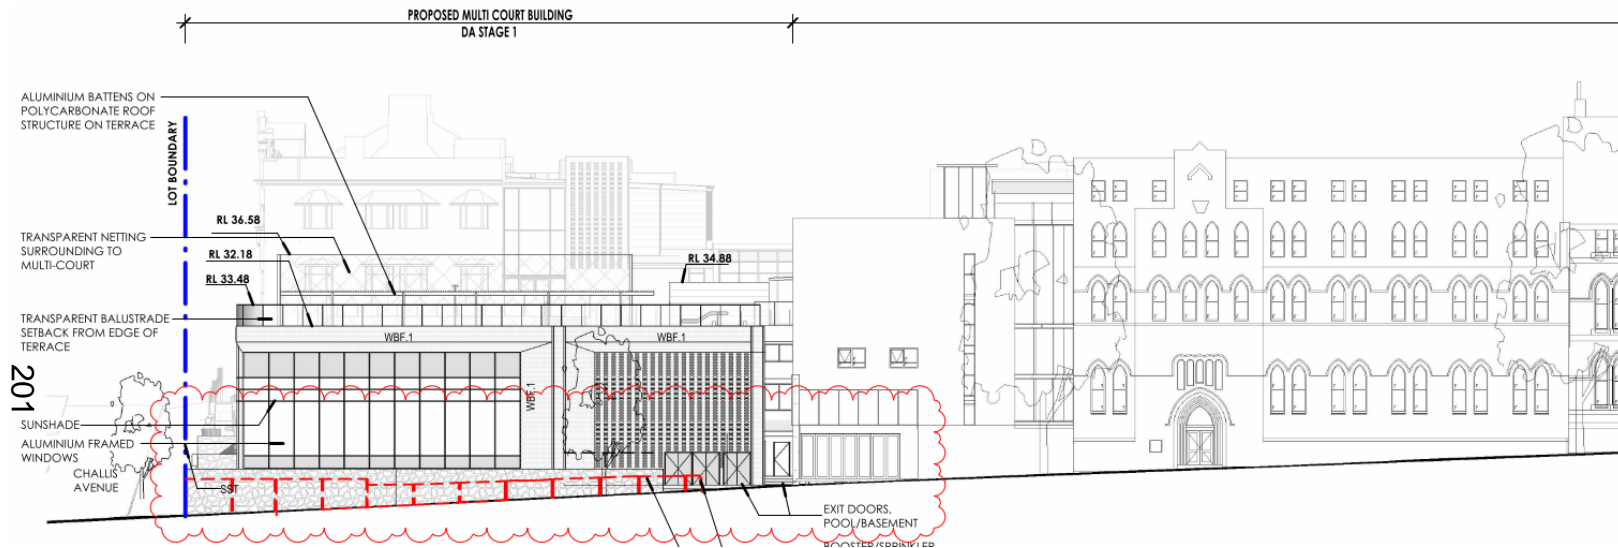 PROPOSED MULTI COURT BUILDING
DA STAGE 1
ALUMINIUM BATTENS ON
POLYCARBONATE ROOF
STRUCTURE ON TERRACE
LOT BOUNDARY
RL 36.58
TRANSPARENT NETTING
SURROUNDING TO
MULTI-COURT
RL 32.18
RL 34.88
RL 33.48
TRANSPARENT BALUSTRADE
SETBACK FROM EDGE OF
TERRACE
WBF.1
WBF.1
WBF.1
201
SUNSHADE
ALUMINIUM FRAMED
WINDOWS
CHALLIS
AVENUE
SST
EXIT DOORS,
POOL/BASEMENT
BOOSTER/SPRINKLER